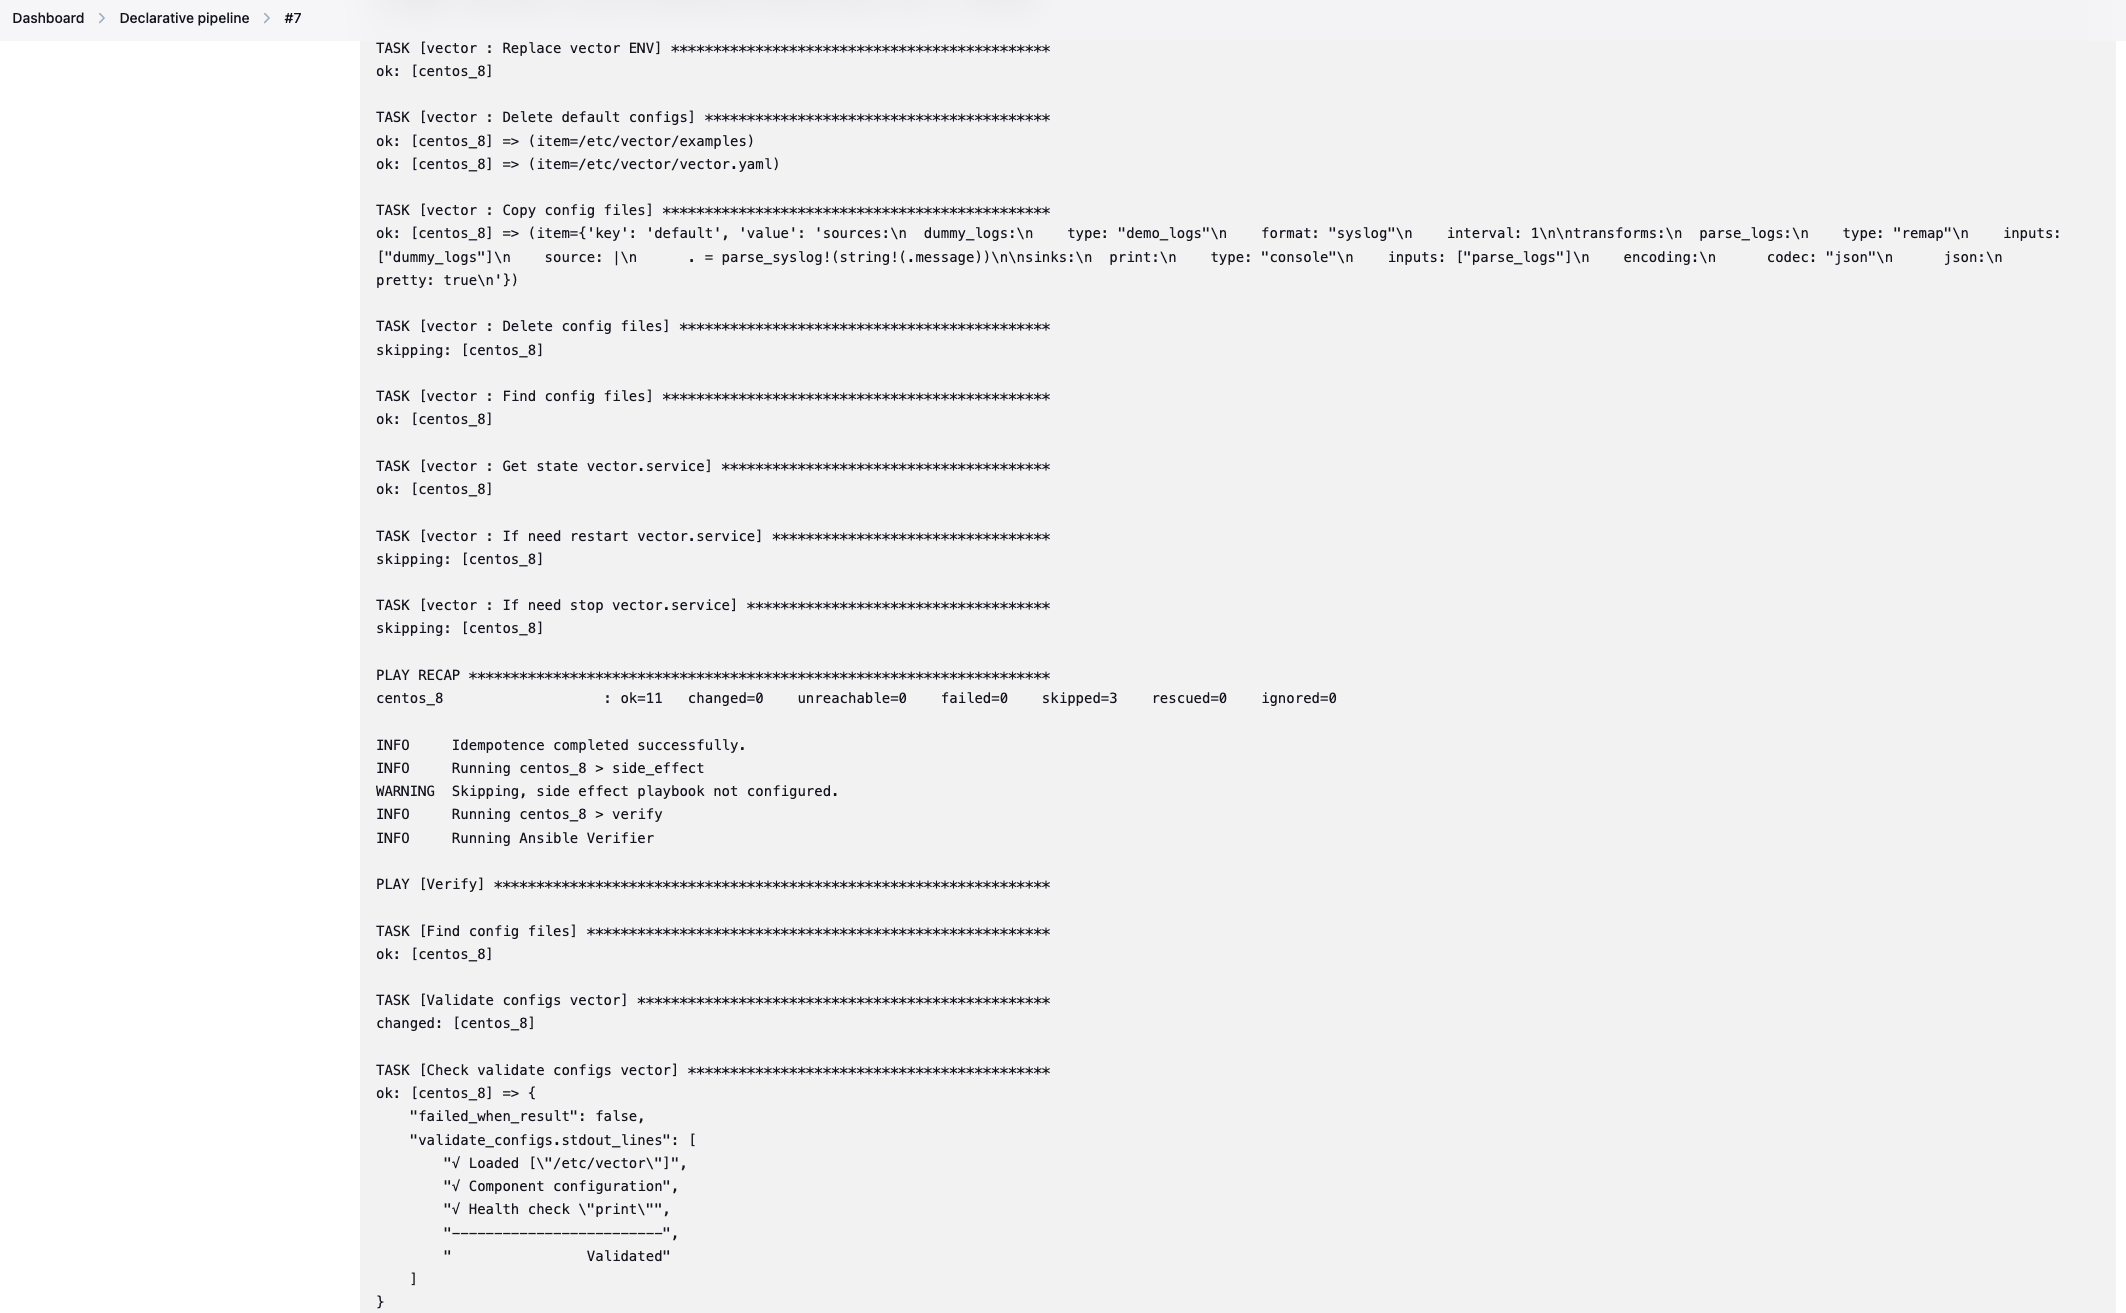 Dashboard > Declarative pipeline > #7
TASK [vector : Replace vector ENV] *********************************************
ok: [centos_8]
TASK [vector : Delete default configs] *****************************************
ok: [centos_8] => (item=/etc/vector/examples)
ok: [centos_8] => (item=/etc/vector/vector.yaml)
TASK [vector : Copy config files] **********************************************
ok: [centos_8] => (item={'key': 'default', 'value': 'sources:\n  dummy_logs:\n    type: "demo_logs"\n    format: "syslog"\n    interval: 1\n\ntransforms:\n  parse_logs:\n    type: "remap"\n    inputs:
["dummy_logs"]\n    source: |\n      . = parse_syslog!(string!(.message))\n\nsinks:\n  print:\n    type: "console"\n    inputs: ["parse_logs"]\n    encoding:\n      codec: "json"\n      json:\n
pretty: true\n'})
TASK [vector : Delete config files] ********************************************
skipping: [centos_8]
TASK [vector : Find config files] **********************************************
ok: [centos_8]
TASK [vector : Get state vector.service] ***************************************
ok: [centos_8]
TASK [vector : If need restart vector.service] *********************************
skipping: [centos_8]
TASK [vector : If need stop vector.service] ************************************
skipping: [centos_8]
PLAY RECAP *********************************************************************
centos_8                   : ok=11   changed=0    unreachable=0    failed=0    skipped=3    rescued=0    ignored=0
INFO     Idempotence completed successfully.
INFO     Running centos_8 > side_effect
WARNING  Skipping, side effect playbook not configured.
INFO     Running centos_8 > verify
INFO     Running Ansible Verifier
PLAY [Verify] ******************************************************************
TASK [Find config files] *******************************************************
ok: [centos_8]
TASK [Validate configs vector] *************************************************
changed: [centos_8]
TASK [Check validate configs vector] *******************************************
ok: [centos_8] => {
    "failed_when_result": false,
    "validate_configs.stdout_lines": [
        "√ Loaded [\"/etc/vector\"]",
        "√ Component configuration",
        "√ Health check \"print\"",
        "-------------------------",
        "                Validated"
    ]
}